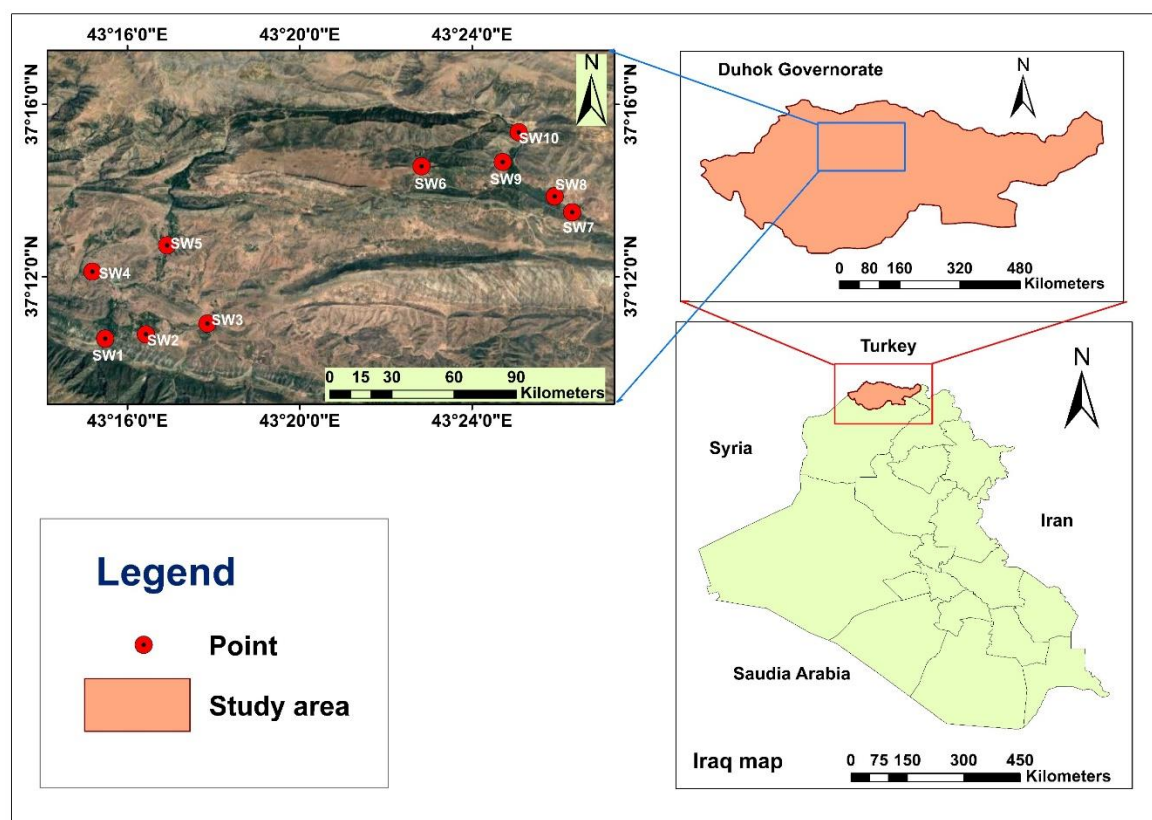 43°16'0"E 43°20'0"E 43°24'0"E
37°16'0"N
37°12'0"N
N
SW10
SW9
SW6
SW8
SW7
SW5
SW4
SW3
SW2
SW1
0 15 30 60 90
Kilometers
37°16'0"N
37°12'0"N
43°16'0"E 43°20'0"E 43°24'0"E
Duhok Governorate
N
0 80 160 320 480
Kilometers
Turkey
N
Syria
Iran
Saudia Arabia
Iraq map
0 75 150 300 450
Kilometers
Legend
Point
Study area